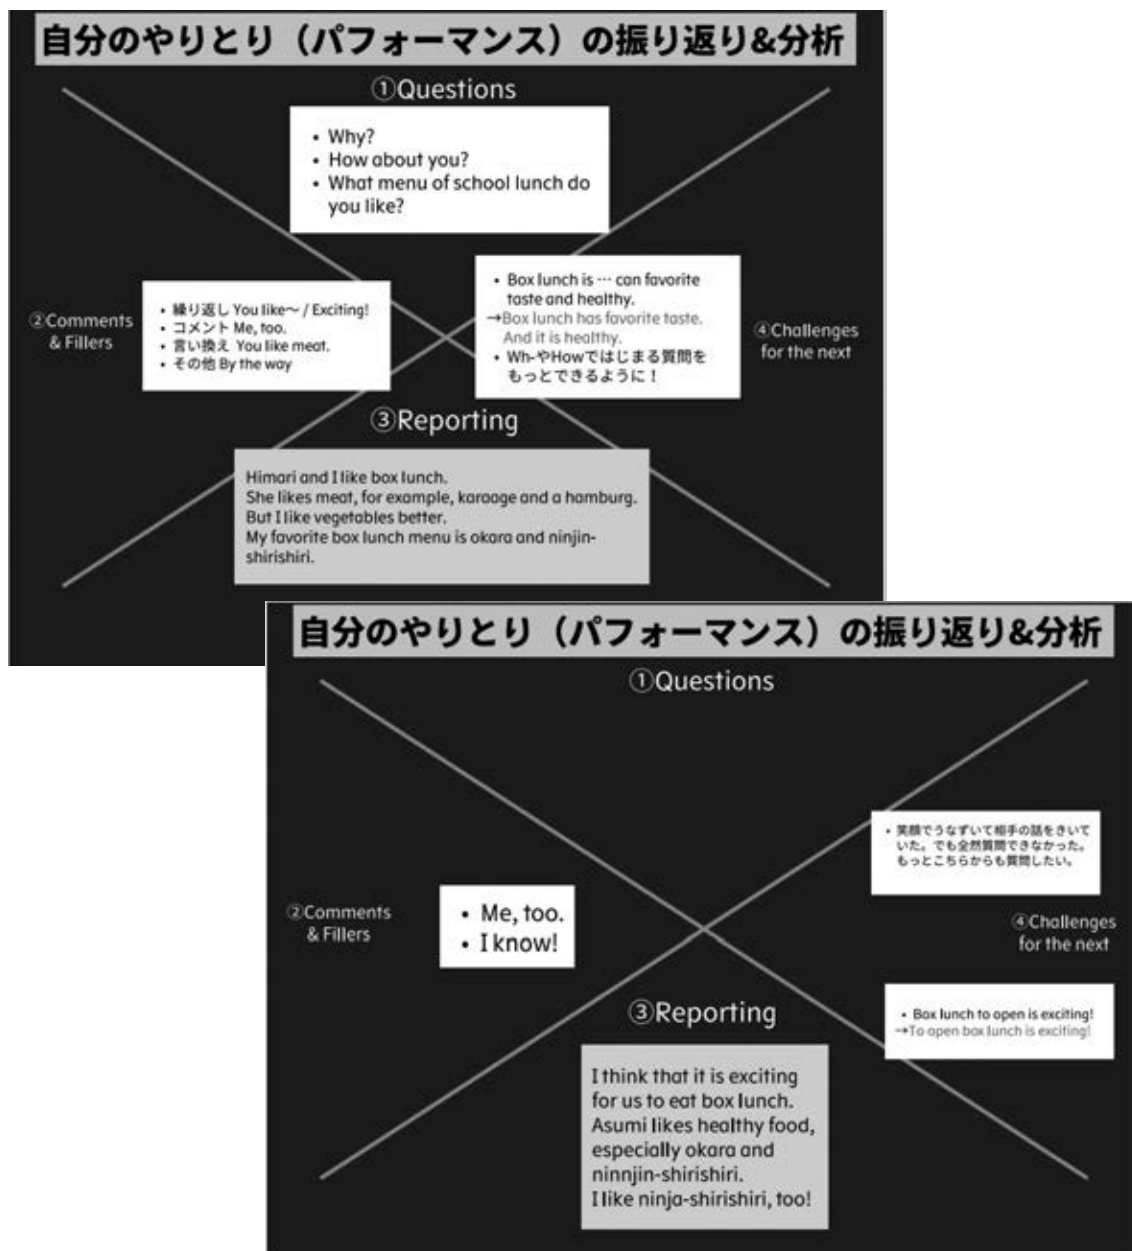 自分のやりとり（パフォーマンス）の振り返り&分析
①Questions
• Why?
• How about you?
• What menu of school lunch do
you like?
②Comments
& Fillers
• 繰り返し You like～ / Exciting!
• コメント Me, too.
• 言い換え You like meat.
• その他 By the way
• Box lunch is … can favorite
taste and healthy.
→Box lunch has favorite taste.
And it is healthy.
• Wh-やHowではじまる質問を
もっとできるように！
④Challenges
for the next
③Reporting
Himari and I like box lunch.
She likes meat, for example, karaage and a hamburg.
But I like vegetables better.
My favorite box lunch menu is okara and ninjin-
shirishiri.
自分のやりとり（パフォーマンス）の振り返り&分析
①Questions
②Comments
& Fillers
• Me, too.
• I know!
• 笑顔でうなずいて相手の話をきいて
いた。でも全然質問できなかった。
もっとこちらからも質問したい。
④Challenges
for the next
• Box lunch to open is exciting!
→To open box lunch is exciting!
③Reporting
I think that it is exciting
for us to eat box lunch.
Asumi likes healthy food,
especially okara and
ninnjin-shirishiri.
I like ninja-shirishiri, too!